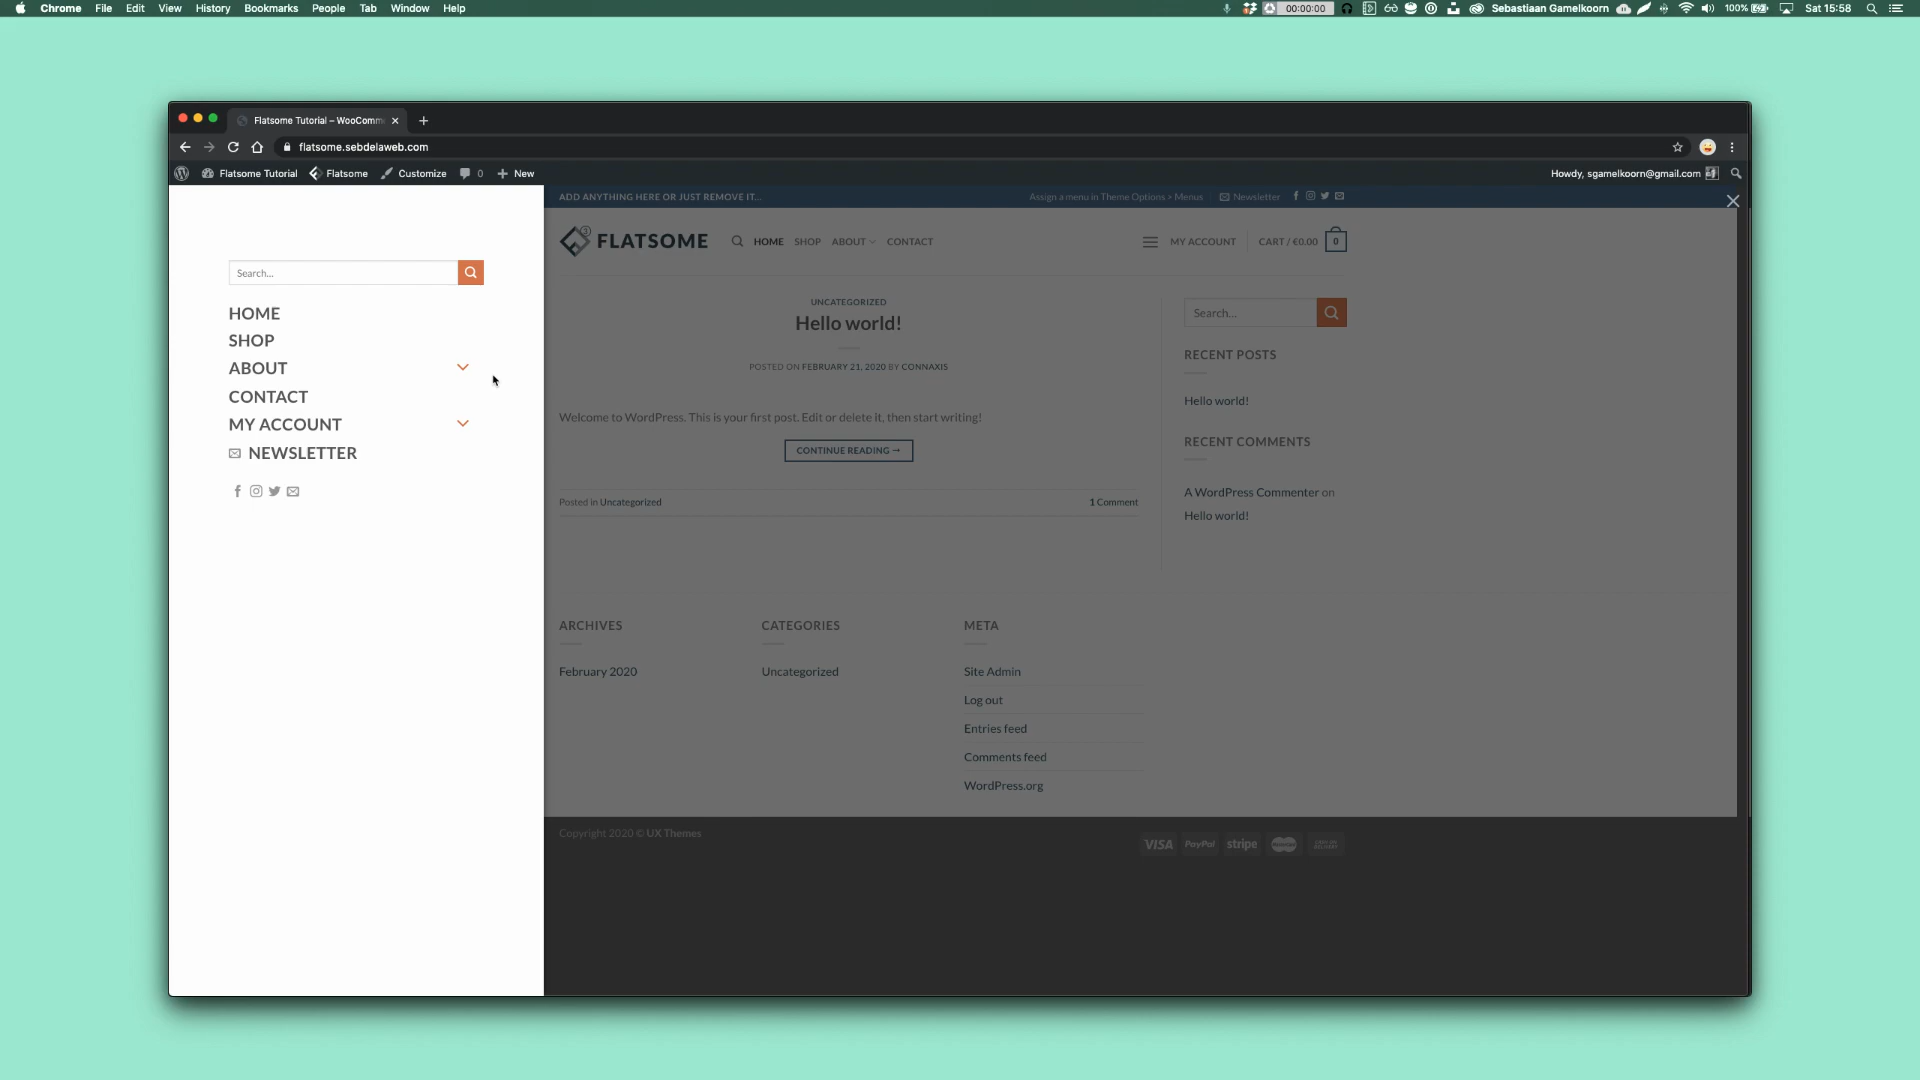 Chrome File Edit View History Bookmarks People Tab Window Help
00:00:00 Sebastiaan Gamelkoorn 100% Sat 15:58
Flatsome Tutorial – WooComm
flatsome.sebdelaweb.com
Flatsome Tutorial Flatsome Customize 0 New
Howdy, sgamelkoorn@gmail.com
Search...
HOME
SHOP
ABOUT
CONTACT
MY ACCOUNT
NEWSLETTER
ADD ANYTHING HERE OR JUST REMOVE IT...
Assign a menu in Theme Options > Menus Newsletter
3
FLATSOME HOME SHOP ABOUT CONTACT
MY ACCOUNT CART / €0.00 0
UNCATEGORIZED
Hello world!
POSTED ON FEBRUARY 21, 2020 BY CONNAXIS
Welcome to WordPress. This is your first post. Edit or delete it, then start writing!
CONTINUE READING →
Posted in Uncategorized
1 Comment
Search...
RECENT POSTS
Hello world!
RECENT COMMENTS
A WordPress Commenter on
Hello world!
ARCHIVES
February 2020
CATEGORIES
Uncategorized
META
Site Admin
Log out
Entries feed
Comments feed
WordPress.org
Copyright 2020 © UX Themes
VISA PayPal stripe
CASH ON
DELIVERY